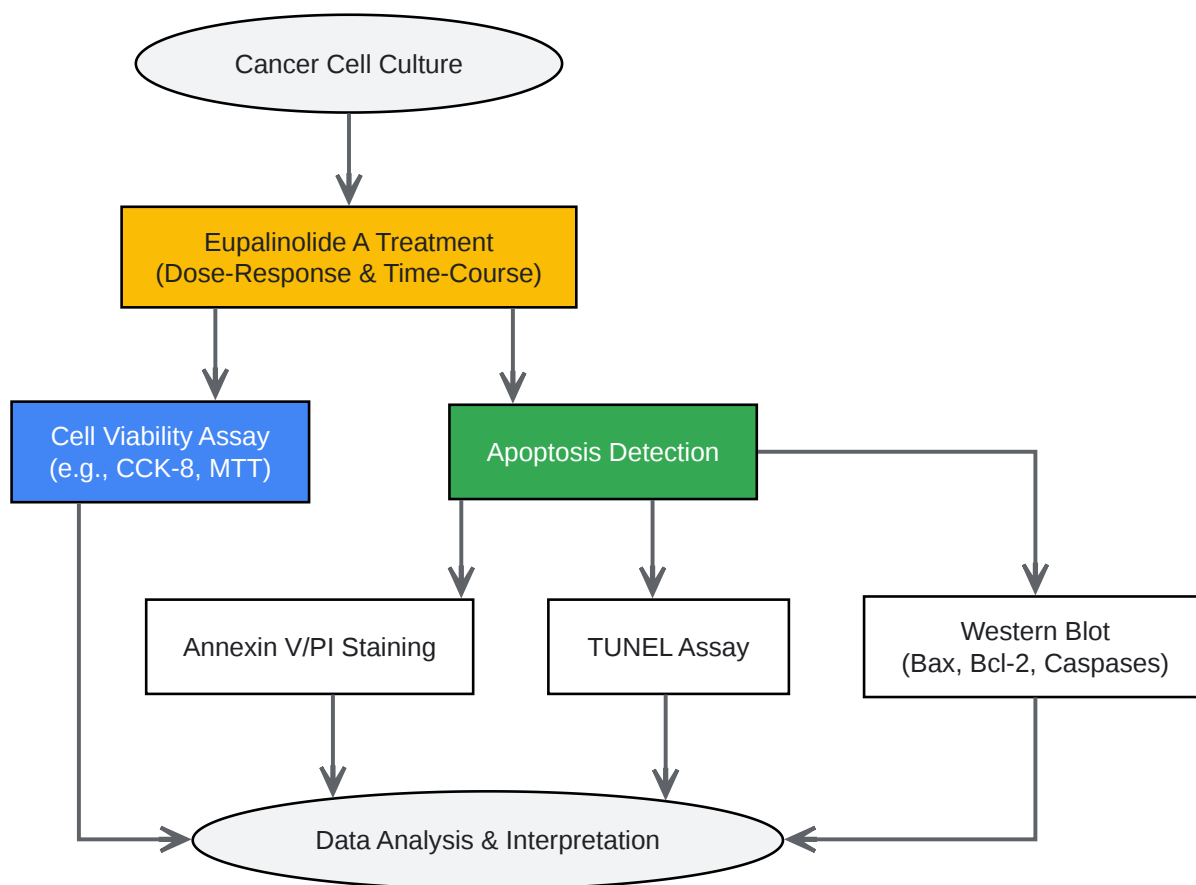 Cancer Cell Culture
Eupalinolide A Treatment
(Dose-Response & Time-Course)
Cell Viability Assay
(e.g., CCK-8, MTT)
Apoptosis Detection
Annexin V/PI Staining
TUNEL Assay
Western Blot
(Bax, Bcl-2, Caspases)
Data Analysis & Interpretation